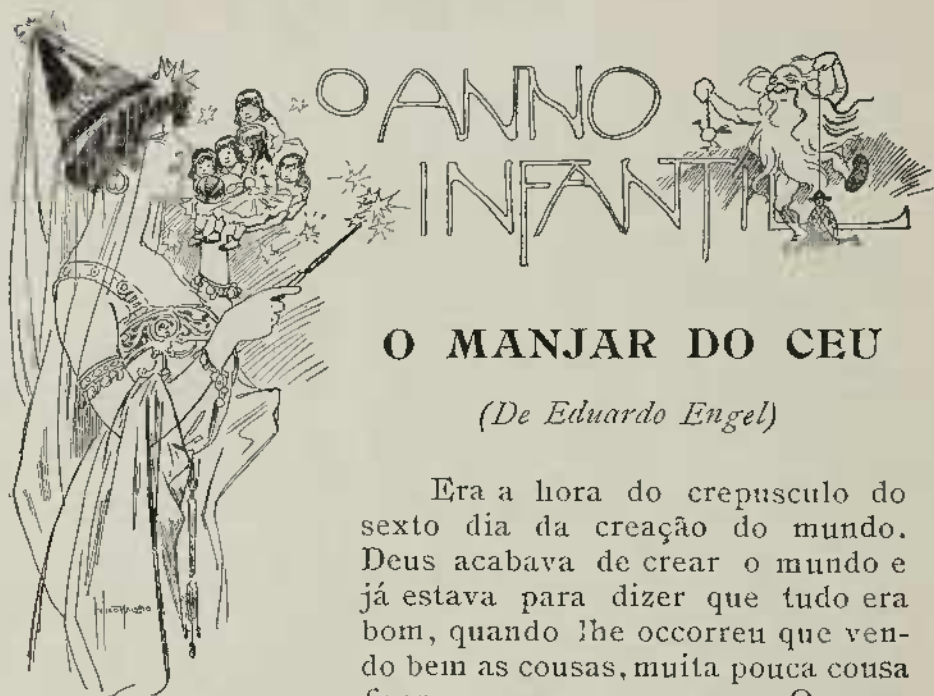 O ANNO
INFANTIL
O MANJAR DO CEU
(De Eduardo Engel)
Era a hora do crepusculo do
sexto dia da creação do mundo.
Deus acabava de crear o mundo e
já estava para dizer que tudo era
bom, quando lhe occorreu que ven-
do bem as cousas, muita pouca cousa